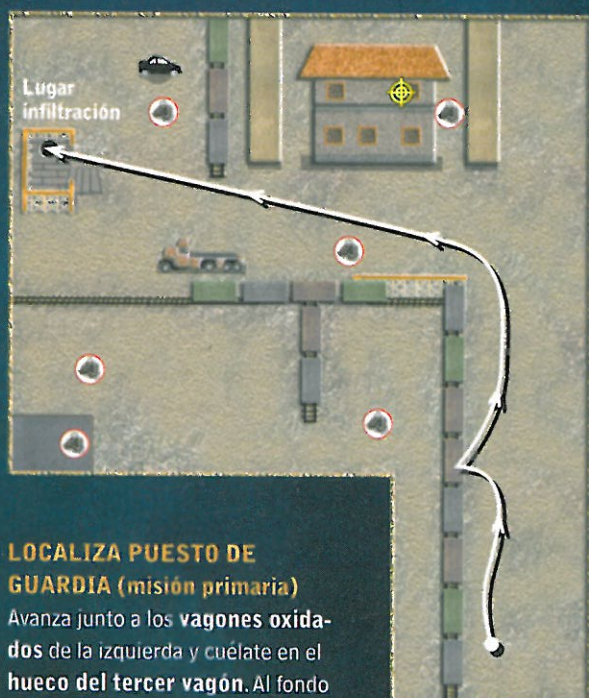 Lugar
infiltración
LOCALIZA PUESTO DE
GUARDIA (misión primaria)
Avanza junto a los vagones oxida-
dos de la izquierda y cuélate en el
hueco del tercer vagón. Al fondo